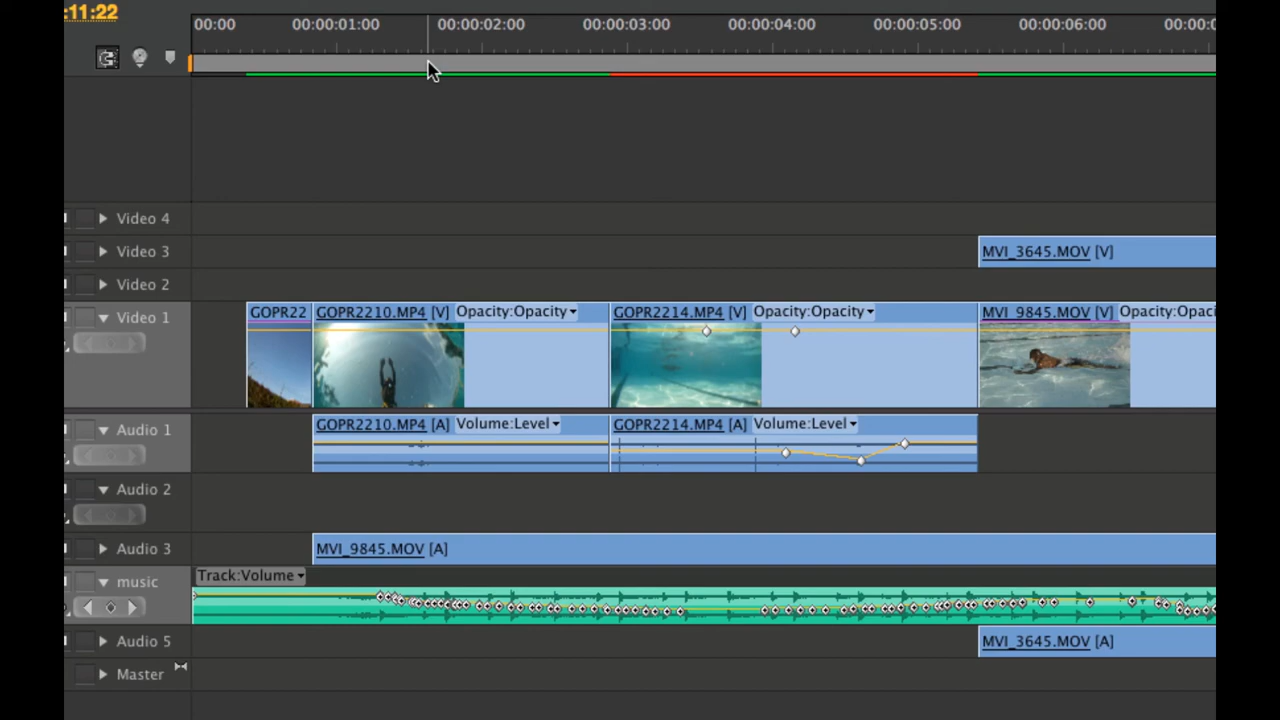 :11:22
00:00 00:00:01:00 00:00:02:00 00:00:03:00 00:00:04:00 00:00:05:00 00:00:06:00 00:00:0
Video 4
Video 3 MVI_3645.MOV [V]
Video 2
Video 1 GOPR22 GOPR2210.MP4 [V] Opacity:Opacity GOPR2214.MP4 [V] Opacity:Opacity MVI_9845.MOV [V] Opacity:Opaci
Audio 1 GOPR2210.MP4 [A] Volume:Level GOPR2214.MP4 [A] Volume:Level
Audio 2
Audio 3 MVI_9845.MOV [A]
music Track:Volume
Audio 5 MVI_3645.MOV [A]
Master